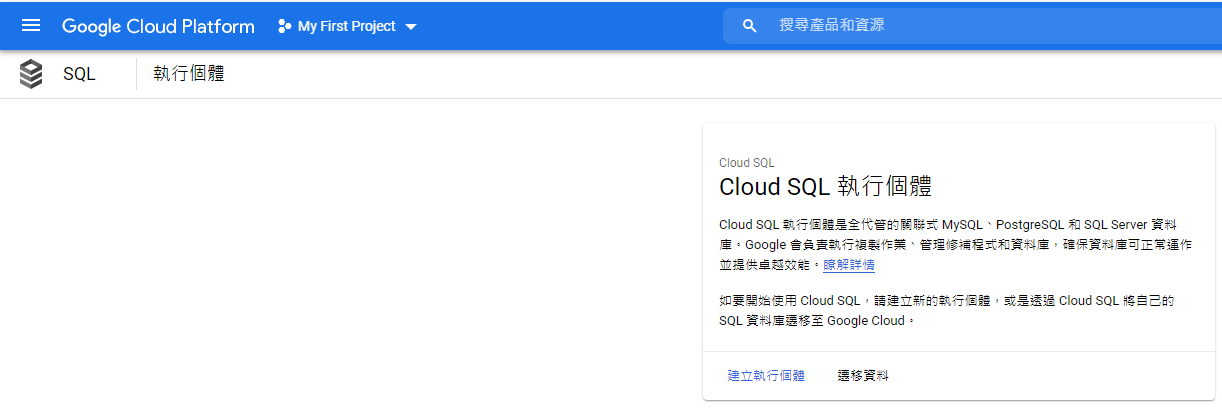 Google Cloud Platform My First Project 搜尋產品和資源
SQL 執行個體
Cloud SQL
Cloud SQL 執行個體
Cloud SQL 執行個體是全代管的關聯式 MySQL、PostgreSQL 和 SQL Server 資料
庫。Google 會負責執行複製作業、管理修補程式和資料庫，確保資料庫可正常運作
並提供卓越效能。瞭解詳情
如要開始使用 Cloud SQL，請建立新的執行個體，或是透過 Cloud SQL 將自己的
SQL 資料庫遷移至 Google Cloud。
建立執行個體 遷移資料